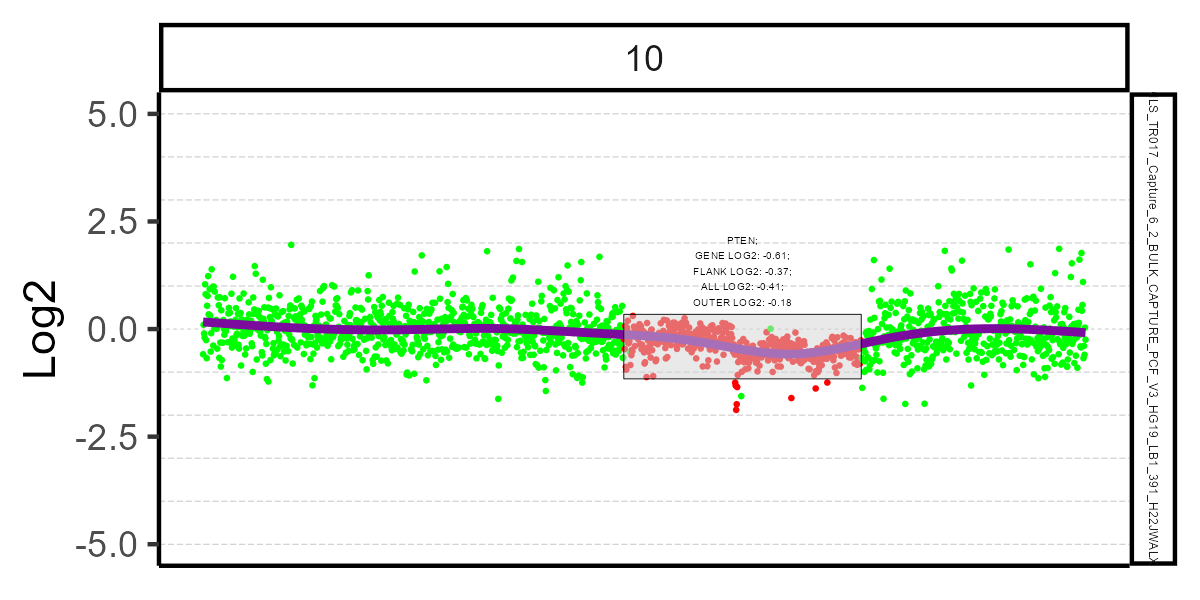 10
Log2
5.0
2.5
0.0
-2.5
-5.0
PTEN;
GENE LOG2: -0.61;
FLANK LOG2: -0.37;
ALL LOG2: -0.41;
OUTER LOG2: -0.18
LS_TR017_Capture_6_2_BULK_CAPTURE_PCF_V3_HG19_LB1_391_H22JWAL